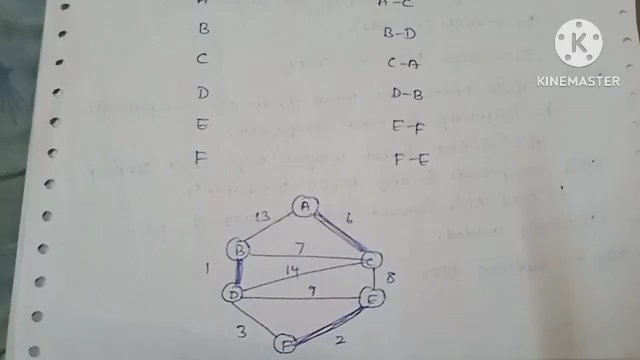 A A-C
B B-D
C C-A
D D-B
E E-F
F F-E
K
KINEMASTER
A
13 6
B 7 C
1 14 8
D 9 E
3 2
F